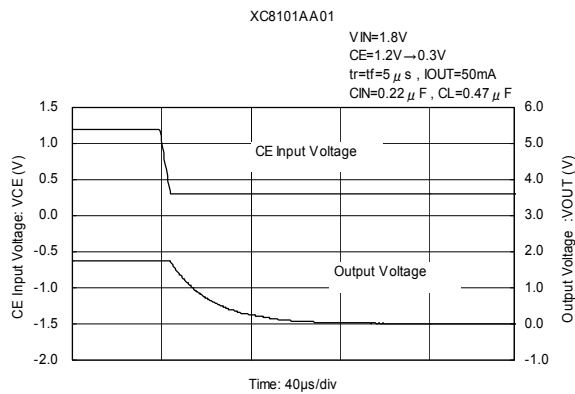 XC8101AA01
VIN=1.8V
CE=1.2V→0.3V
tr=tf=5μs , IOUT=50mA
CIN=0.22μF , CL=0.47μF
CE Input Voltage: VCE (V)
1.5
1.0
0.5
0.0
-0.5
-1.0
-1.5
-2.0
CE Input Voltage
Output Voltage
6.0
5.0
4.0
3.0
2.0
1.0
0.0
-1.0
Output Voltage :VOUT (V)
Time: 40μs/div